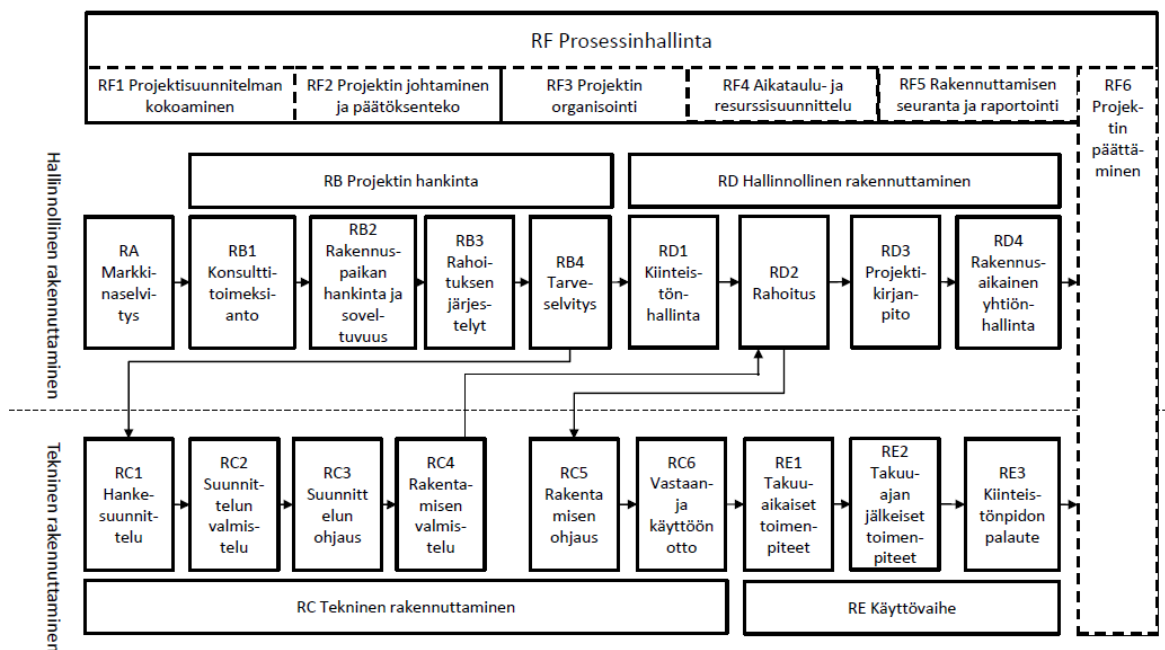 RF Prosessinhallinta
RF1 Projektisuunnitelman
kokoaminen
RF2 Projektin johtaminen
ja päätöksenteko
RF3 Projektin
organisointi
RF4 Aikataulu- ja
resurssisuunnittelu
RF5 Rakennuttamisen
seuranta ja raportointi
RF6
Projek-
tin
päättä-
minen
Hallinnollinen rakennuttaminen
RB Projektin hankinta
RD Hallinnollinen rakennuttaminen
RA
Markki-
naselvi-
tys
RB1
Konsultti-
toimeksi-
anto
RB2
Rakennus-
paikan
hankinta ja
sovel-
tuvuus
RB3
Rahoi-
tuksen
järjes-
telyt
RB4
Tarve-
selvitys
RD1
Kiinteis-
tön-
hallinta
RD2
Rahoitus
RD3
Projekti-
kirjan-
pito
RD4
Rakennus-
aikainen
yhtiön-
hallinta
Tekninen rakennuttaminen
RC1
Hanke-
suunnit-
telu
RC2
Suunnit-
telun
valmis-
telu
RC3
Suunnitt
elun
ohjaus
RC4
Rakenta-
misen
valmis-
telu
RC5
Rakenta
misen
ohjaus
RC6
Vastaan-
ja
käyttöön
otto
RE1
Takuu-
aikaiset
toimen-
piteet
RE2
Takuu-
ajan
jälkeiset
toimen-
piteet
RE3
Kiinteis-
tönpidon
palaute
RC Tekninen rakennuttaminen
RE Käyttövaihe